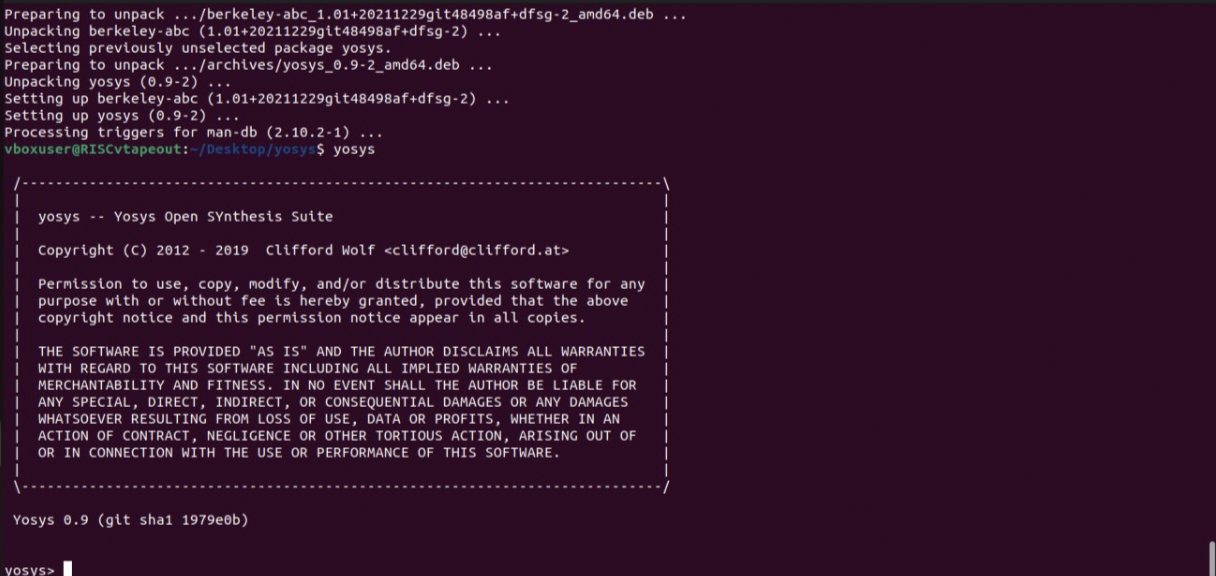 Preparing to unpack .../berkeley-abc_1.01+20211229git48498af+dfsg-2_amd64.deb ...
Unpacking berkeley-abc (1.01+20211229git48498af+dfsg-2) ...
Selecting previously unselected package yosys.
Preparing to unpack .../archives/yosys_0.9-2_amd64.deb ...
Unpacking yosys (0.9-2) ...
Setting up berkeley-abc (1.01+20211229git48498af+dfsg-2) ...
Setting up yosys (0.9-2) ...
Processing triggers for man-db (2.10.2-1) ...
vboxuser@RISCvtapeout:~/Desktop/yosys$ yosys
/----------------------------------------------------------------------------\
|                                                                            |
|  yosys -- Yosys Open SYnthesis Suite                                       |
|                                                                            |
|  Copyright (C) 2012 - 2019  Clifford Wolf <clifford@clifford.at>           |
|                                                                            |
|  Permission to use, copy, modify, and/or distribute this software for any  |
|  purpose with or without fee is hereby granted, provided that the above    |
|  copyright notice and this permission notice appear in all copies.         |
|                                                                            |
|  THE SOFTWARE IS PROVIDED "AS IS" AND THE AUTHOR DISCLAIMS ALL WARRANTIES  |
|  WITH REGARD TO THIS SOFTWARE INCLUDING ALL IMPLIED WARRANTIES OF          |
|  MERCHANTABILITY AND FITNESS. IN NO EVENT SHALL THE AUTHOR BE LIABLE FOR   |
|  ANY SPECIAL, DIRECT, INDIRECT, OR CONSEQUENTIAL DAMAGES OR ANY DAMAGES    |
|  WHATSOEVER RESULTING FROM LOSS OF USE, DATA OR PROFITS, WHETHER IN AN     |
|  ACTION OF CONTRACT, NEGLIGENCE OR OTHER TORTIOUS ACTION, ARISING OUT OF   |
|  OR IN CONNECTION WITH THE USE OR PERFORMANCE OF THIS SOFTWARE.            |
|                                                                            |
\----------------------------------------------------------------------------/
Yosys 0.9 (git sha1 1979e0b)
yosys>